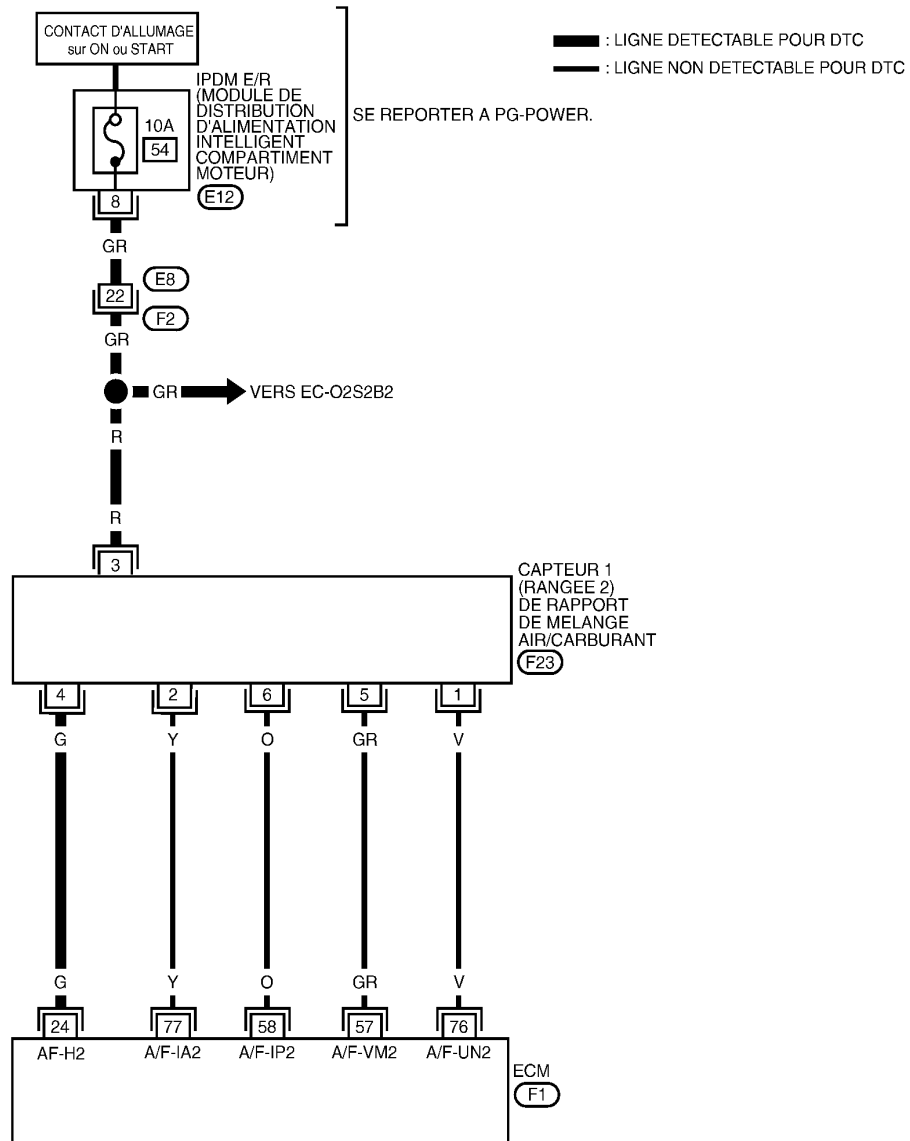 CONTACT D'ALLUMAGE
sur ON ou START
: LIGNE DETECTABLE POUR DTC
: LIGNE NON DETECTABLE POUR DTC
IPDM E/R
(MODULE DE
DISTRIBUTION
D'ALIMENTATION
INTELLIGENT
COMPARTIMENT
MOTEUR)
E12
SE REPORTER A PG-POWER.
10A
54
8
GR
E8
22
F2
GR
GR
VERS EC-O2S2B2
R
R
3
CAPTEUR 1
(RANGEE 2)
DE RAPPORT
DE MELANGE
AIR/CARBURANT
F23
4 2 6 5 1
G Y O GR V
G Y O GR V
24 77 58 57 76
AF-H2 A/F-IA2 A/F-IP2 A/F-VM2 A/F-UN2
ECM
F1